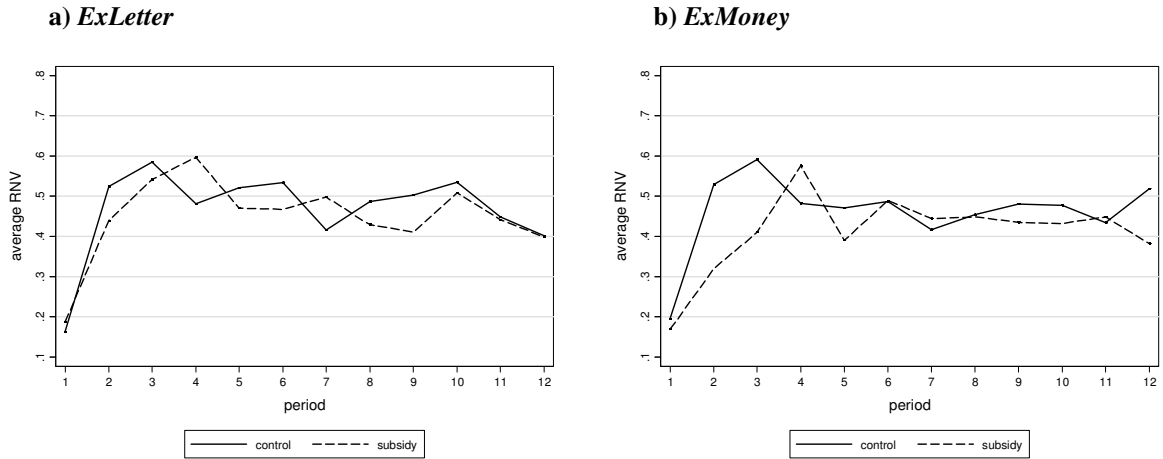 a) ExLetter
average RNV
.8
.7
.6
.5
.4
.3
.2
.1
1 2 3 4 5 6 7 8 9 10 11 12
period
control subsidy
b) ExMoney
average RNV
.8
.7
.6
.5
.4
.3
.2
.1
1 2 3 4 5 6 7 8 9 10 11 12
period
control subsidy